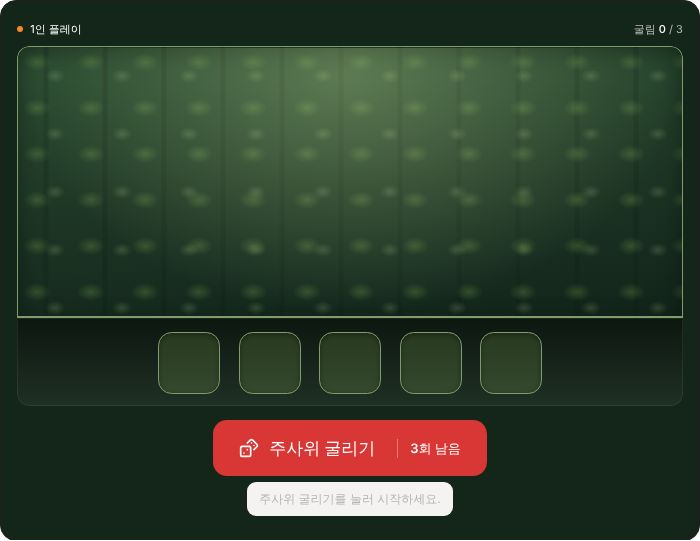 1인 플레이
굴림 0 / 3
주사위 굴리기
3회 남음
주사위 굴리기를 눌러 시작하세요.